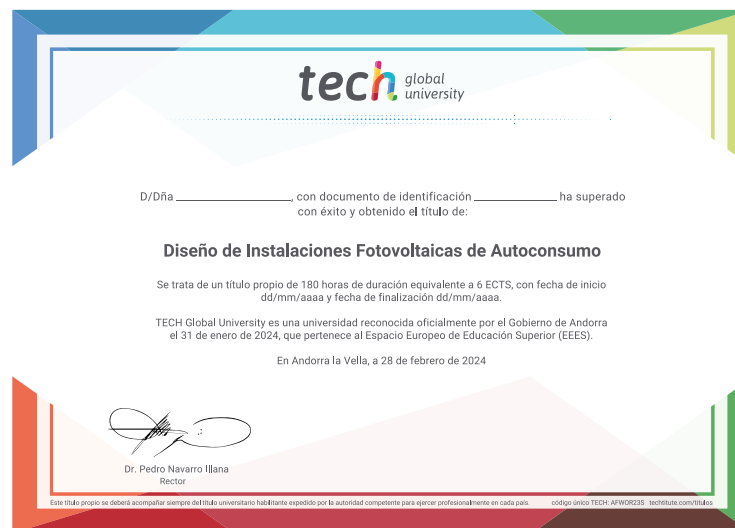 tech global
university
D/Dña ____________, con documento de identificación ____________ ha superado
con éxito y obtenido el título de:
Diseño de Instalaciones Fotovoltaicas de Autoconsumo
Se trata de un título propio de 180 horas de duración equivalente a 6 ECTS, con fecha de inicio
dd/mm/aaaa y fecha de finalización dd/mm/aaaa.
TECH Global University es una universidad reconocida oficialmente por el Gobierno de Andorra
el 31 de enero de 2024, que pertenece al Espacio Europeo de Educación Superior (EEES).
En Andorra la Vella, a 28 de febrero de 2024
Dr. Pedro Navarro Illana
Rector
Este título propio se deberá acompañar siempre del título universitario habilitante expedido por la autoridad competente para ejercer profesionalmente en cada país. código único TECH: AFWOR23S techtitute.com/titulos